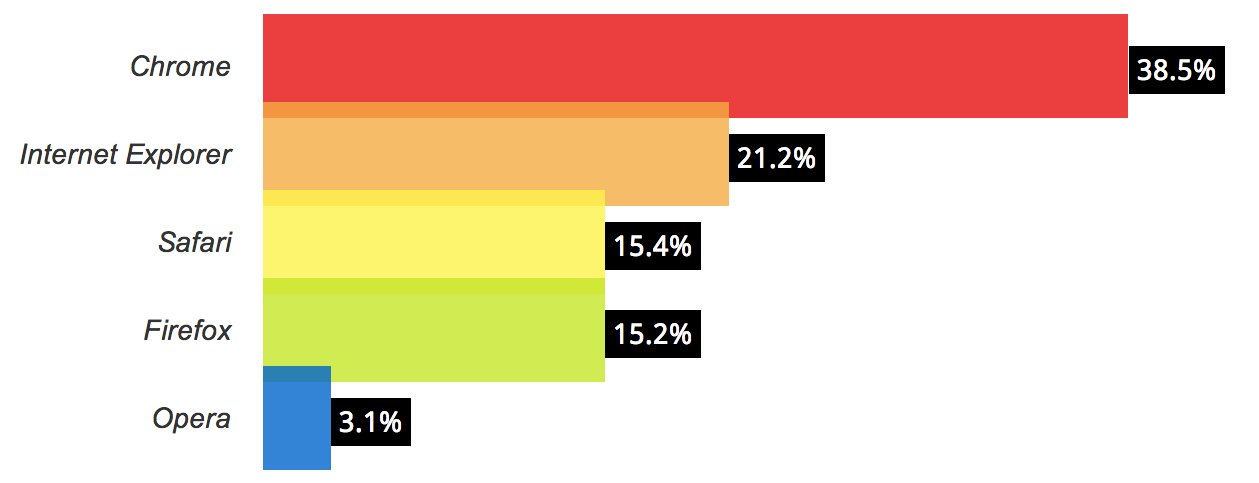 Chrome 38.5%
Internet Explorer 21.2%
Safari 15.4%
Firefox 15.2%
Opera 3.1%